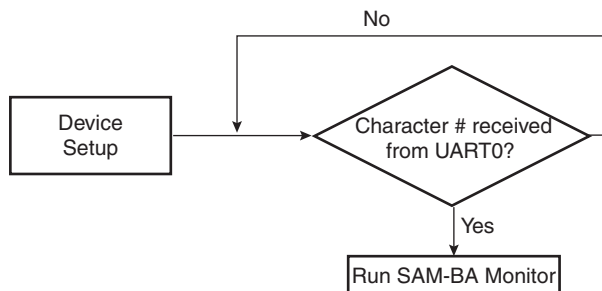 No
Device
Setup
Character # received
from UART0?
Yes
Run SAM-BA Monitor